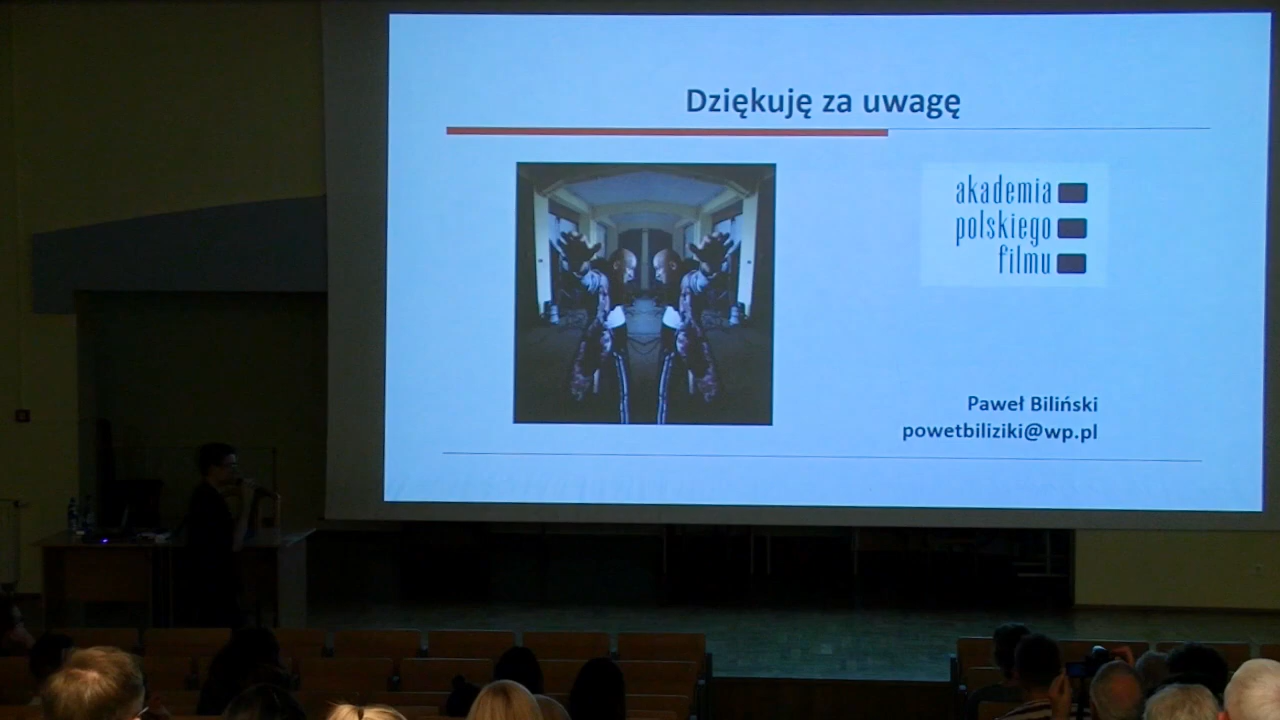 Dziękuję za uwagę
akademia
polskiego
filmu
Paweł Biliński
powetbiliziki@wp.pl